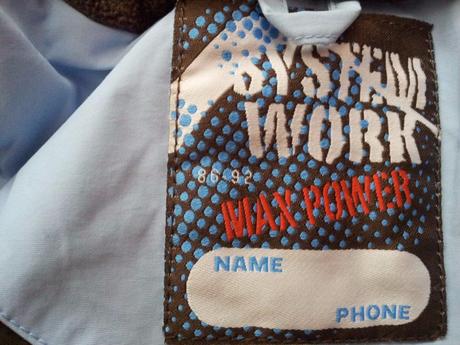 SYSTEM
WORK
86-92
MAX POWER
NAME
PHONE